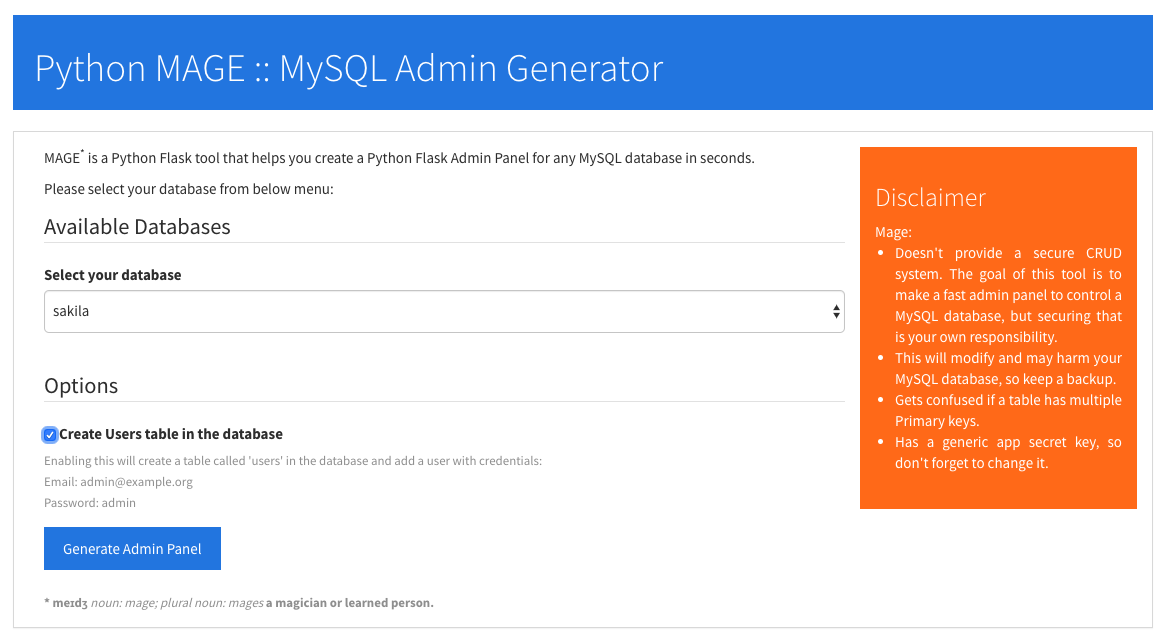 Python MAGE :: MySQL Admin Generator
MAGE* is a Python Flask tool that helps you create a Python Flask Admin Panel for any MySQL database in seconds.
Please select your database from below menu:
Available Databases
Select your database
sakila
Options
Create Users table in the database
Enabling this will create a table called 'users' in the database and add a user with credentials:
Email: admin@example.org
Password: admin
Generate Admin Panel
* meɪdʒ noun: mage; plural noun: mages a magician or learned person.
Disclaimer
Mage:
• Doesn't provide a secure CRUD
system. The goal of this tool is to
make a fast admin panel to control a
MySQL database, but securing that
is your own responsibility.
• This will modify and may harm your
MySQL database, so keep a backup.
• Gets confused if a table has multiple
Primary keys.
• Has a generic app secret key, so
don't forget to change it.